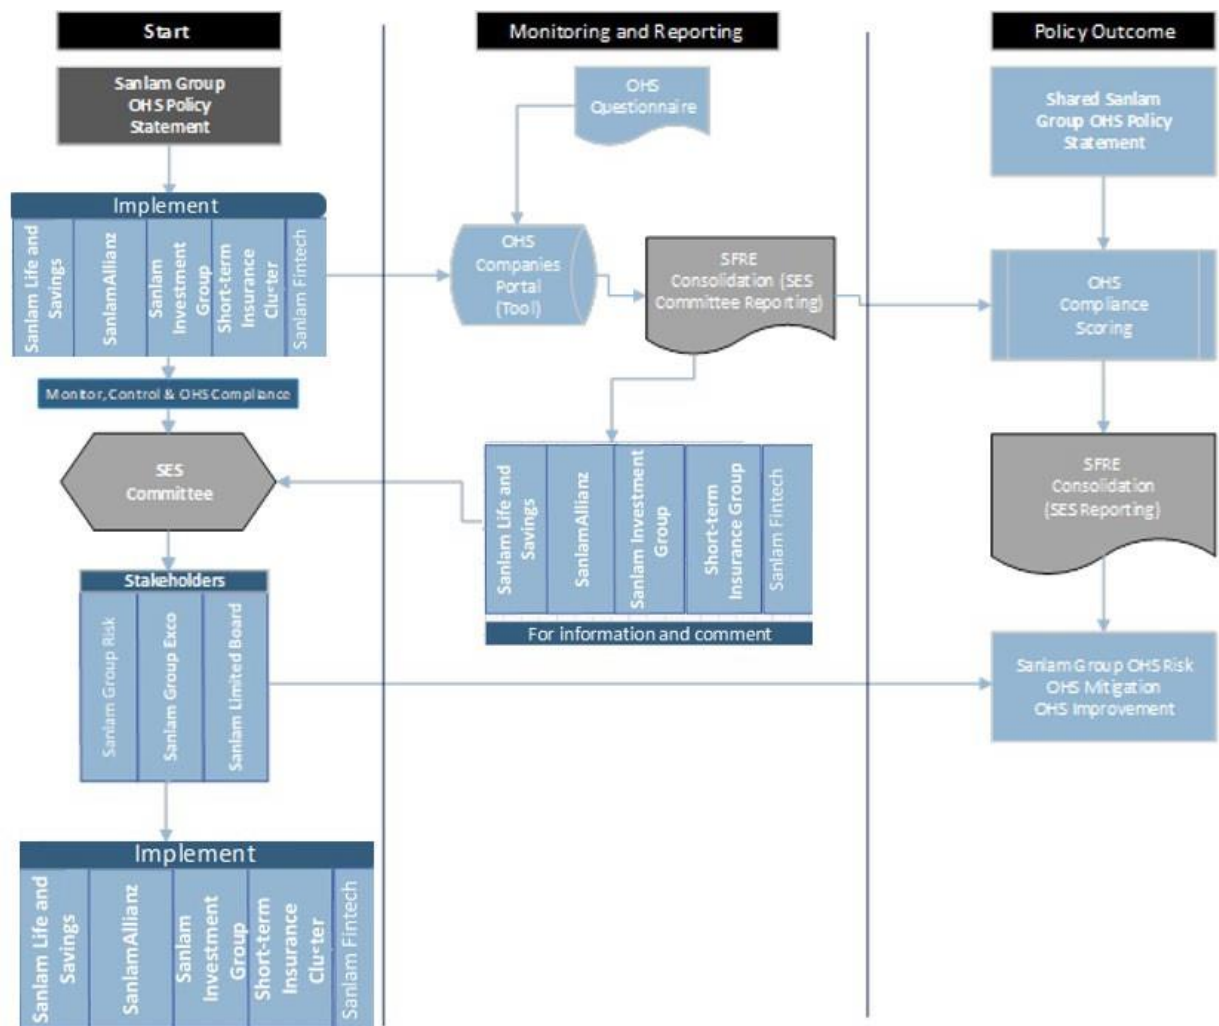 Start
Sanlam Group
OHS Policy
Statement
Implement
Sanlam Life and
Savings
SanlamAllianz
Sanlam
Investment
Group
Short-term
Insurance
Cluster
Sanlam Fintech
Monitor, Control & OHS Compliance
SES
Committee
Stakeholders
Sanlam Group Risk
Sanlam Group Exco
Sanlam Limited Board
Implement
Sanlam Life and
Savings
SanlamAllianz
Sanlam
Investment
Group
Short-term
Insurance
Cluster
Sanlam Fintech
Monitoring and Reporting
OHS
Questionnaire
OHS
Companies
Portal
(Tool)
SFRE
Consolidation (SES
Committee Reporting)
Sanlam Life and
Savings
SanlamAllianz
Sanlam Investment
Group
Short-term
Insurance Group
Sanlam Fintech
For information and comment
Policy Outcome
Shared Sanlam
Group OHS Policy
Statement
OHS
Compliance
Scoring
SFRE
Consolidation
(SES Reporting)
Sanlam Group OHS Risk
OHS Mitigation
OHS Improvement